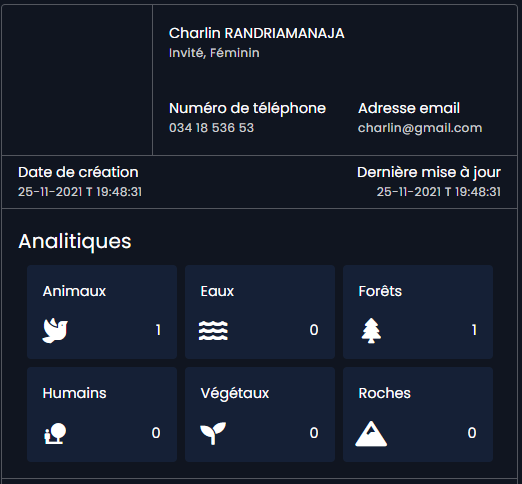 Charlin RANDRIAMANAJA
Invité, Féminin
Numéro de téléphone Adresse email
034 18 536 53 charlin@gmail.com
Date de création Dernière mise à jour
25-11-2021 T 19:48:31 25-11-2021 T 19:48:31
Analitiques
Animaux Eaux Forêts
1 0 1
Humains Végétaux Roches
0 0 0